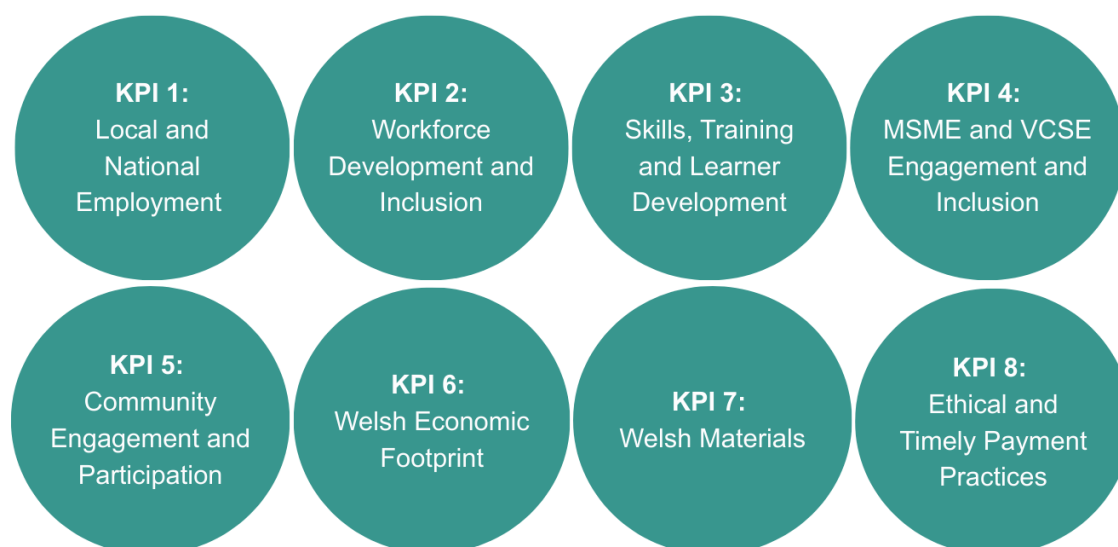 KPI 1:
Local and
National
Employment
KPI 2:
Workforce
Development and
Inclusion
KPI 3:
Skills, Training
and Learner
Development
KPI 4:
MSME and VCSE
Engagement and
Inclusion
KPI 5:
Community
Engagement and
Participation
KPI 6:
Welsh Economic
Footprint
KPI 7:
Welsh Materials
KPI 8:
Ethical and
Timely Payment
Practices